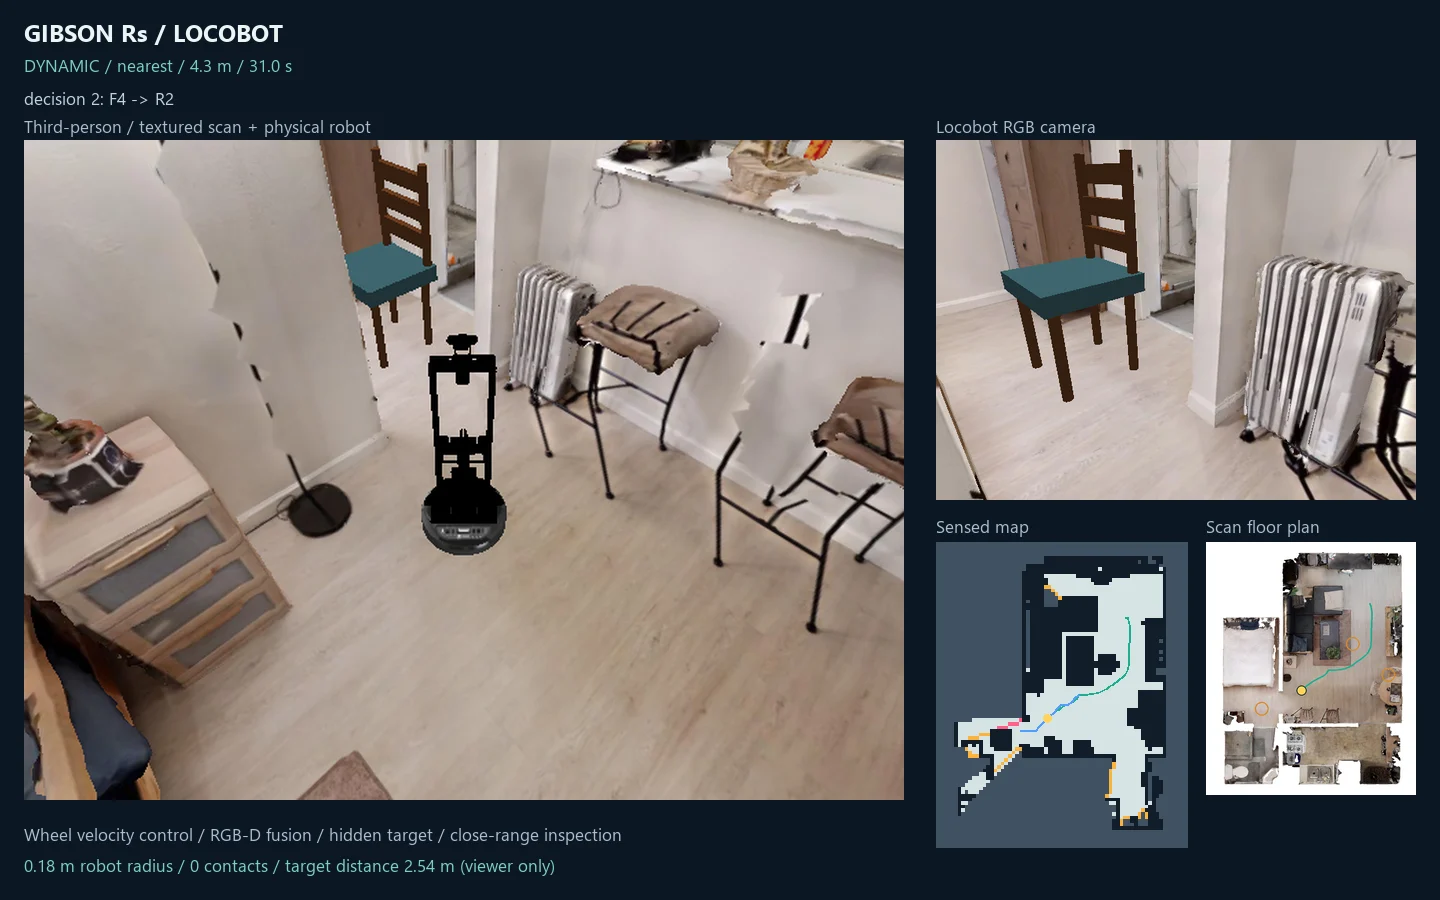 GIBSON Rs / LOCOBOT
DYNAMIC / nearest / 4.3 m / 31.0 s
decision 2: F4 -> R2
Third-person / textured scan + physical robot
Locobot RGB camera
Sensed map
Scan floor plan
Wheel velocity control / RGB-D fusion / hidden target / close-range inspection
0.18 m robot radius / 0 contacts / target distance 2.54 m (viewer only)